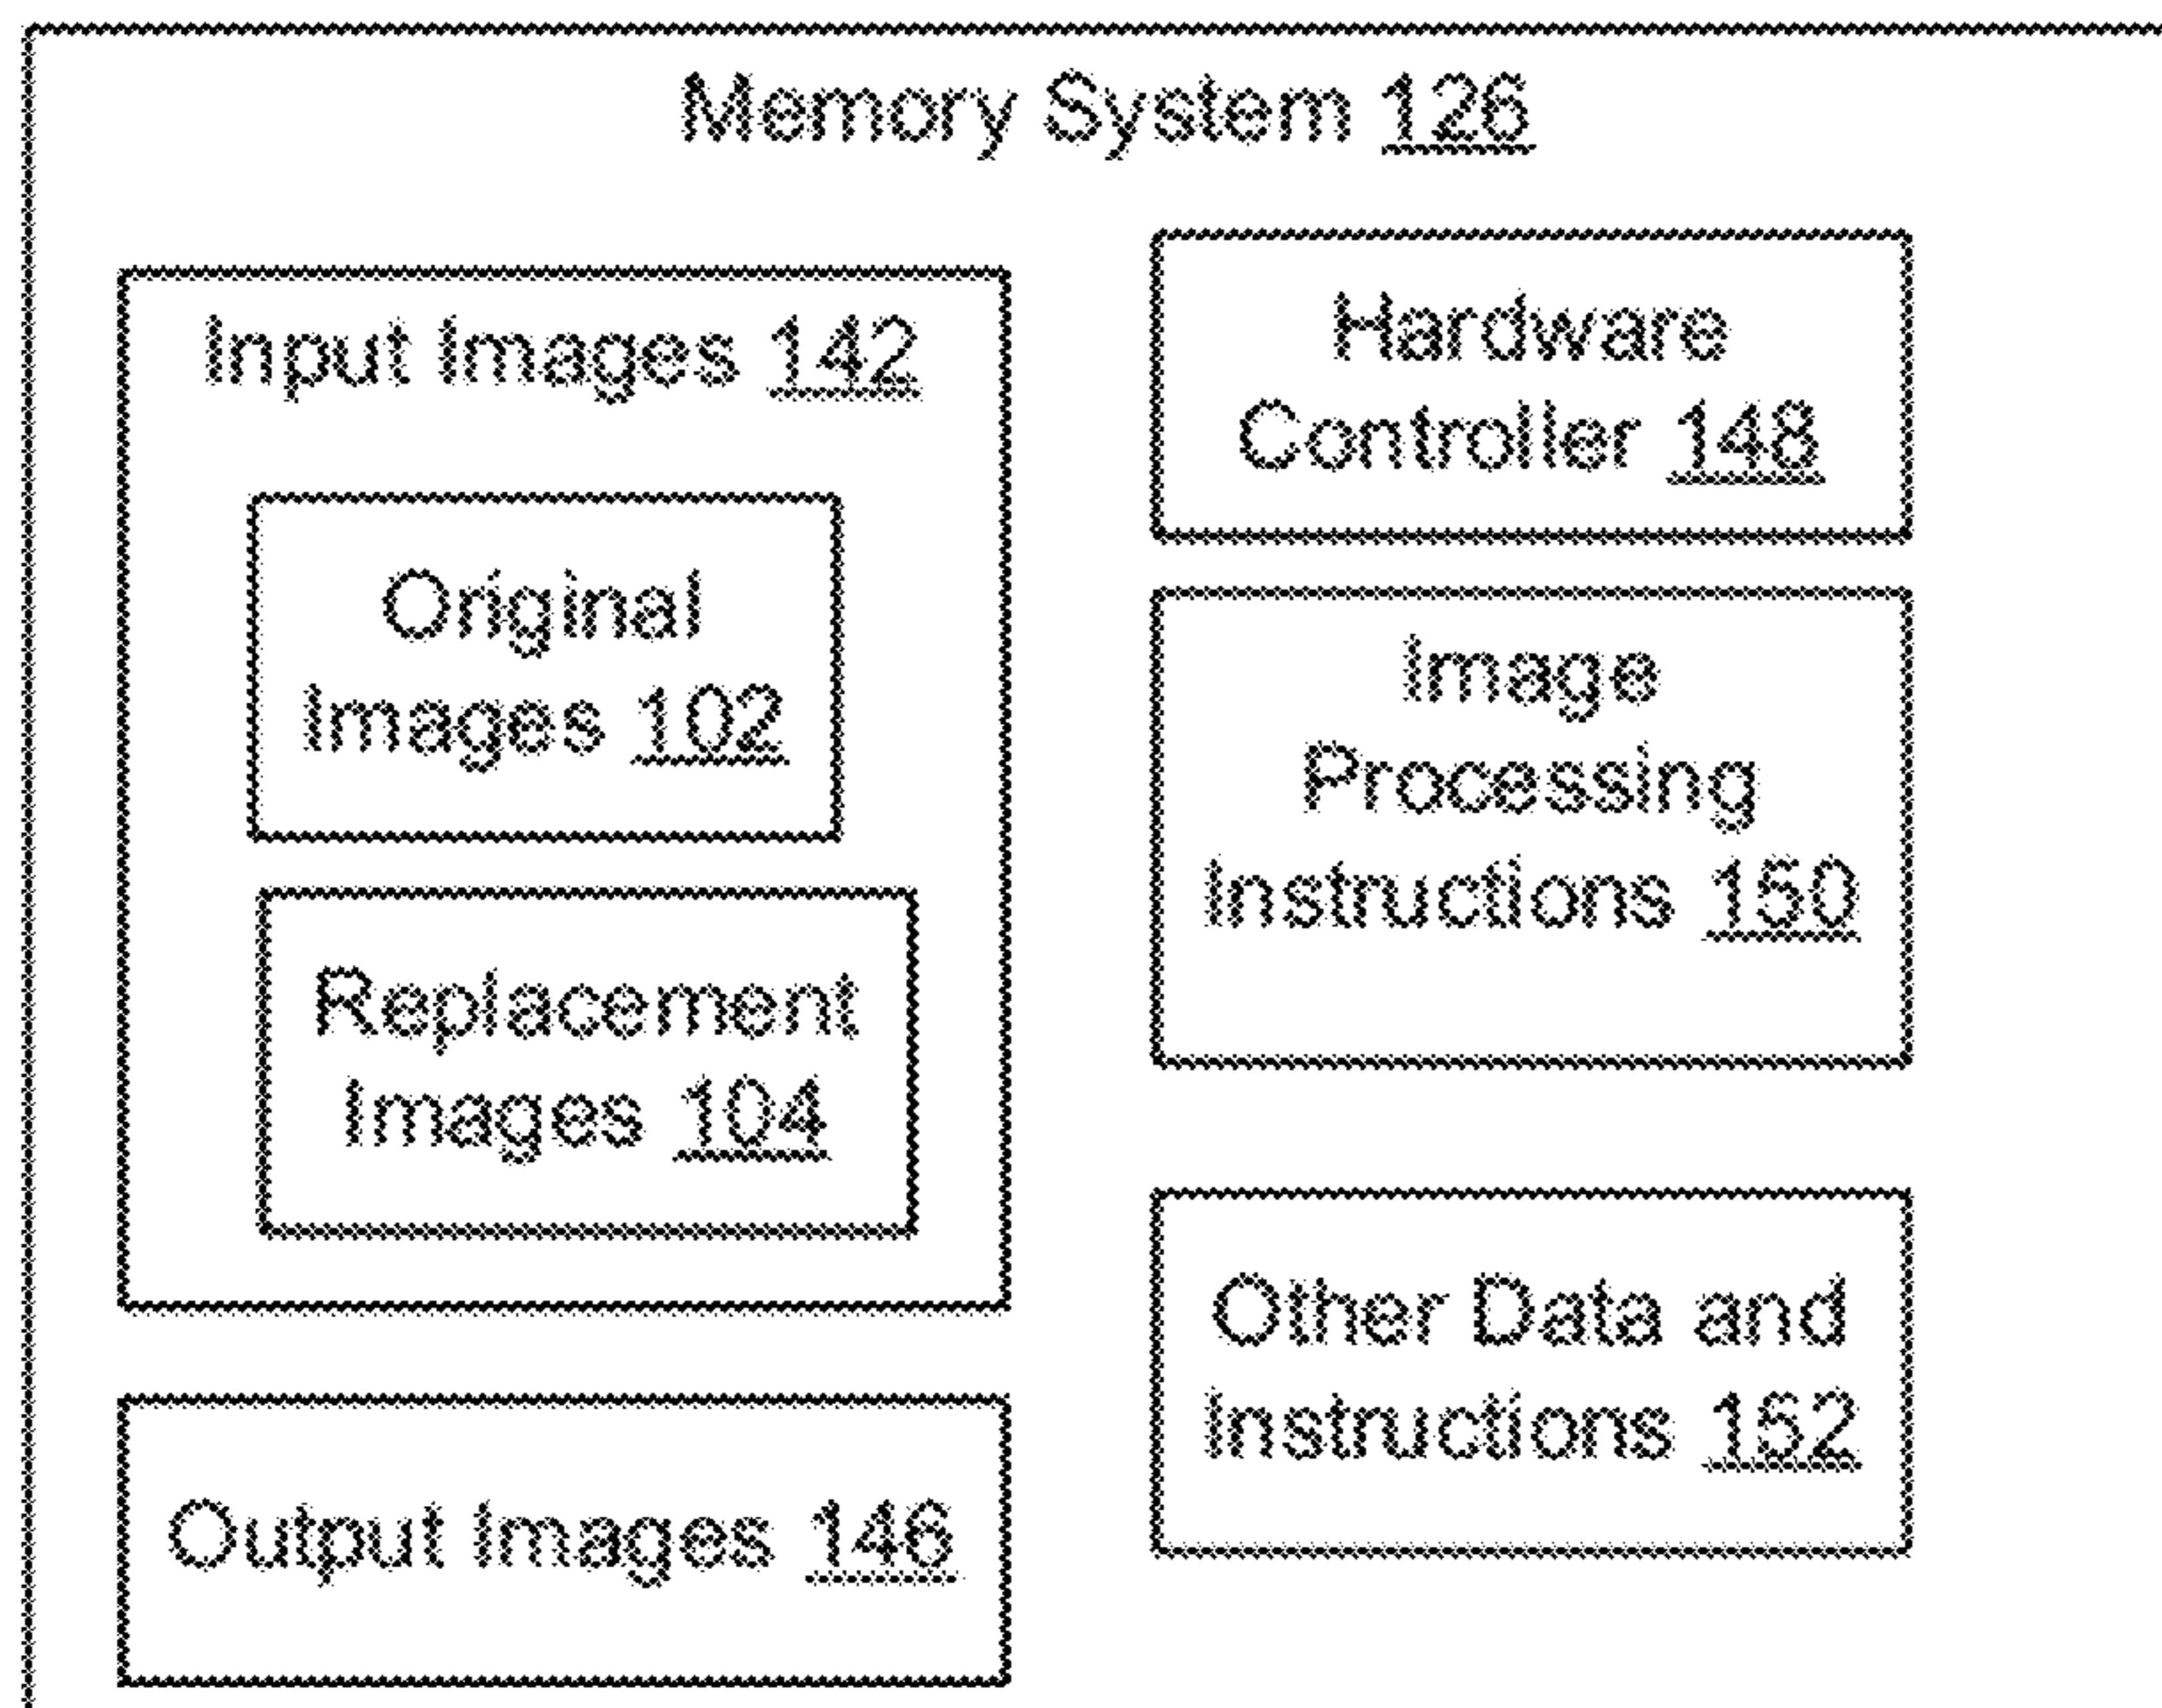 Memory System 126
Input Images 142
Original
Images 102
Replacement
Images 104
Output Images 146
Hardware
Controller 148
Image
Processing
Instructions 150
Other Data and
Instructions 152